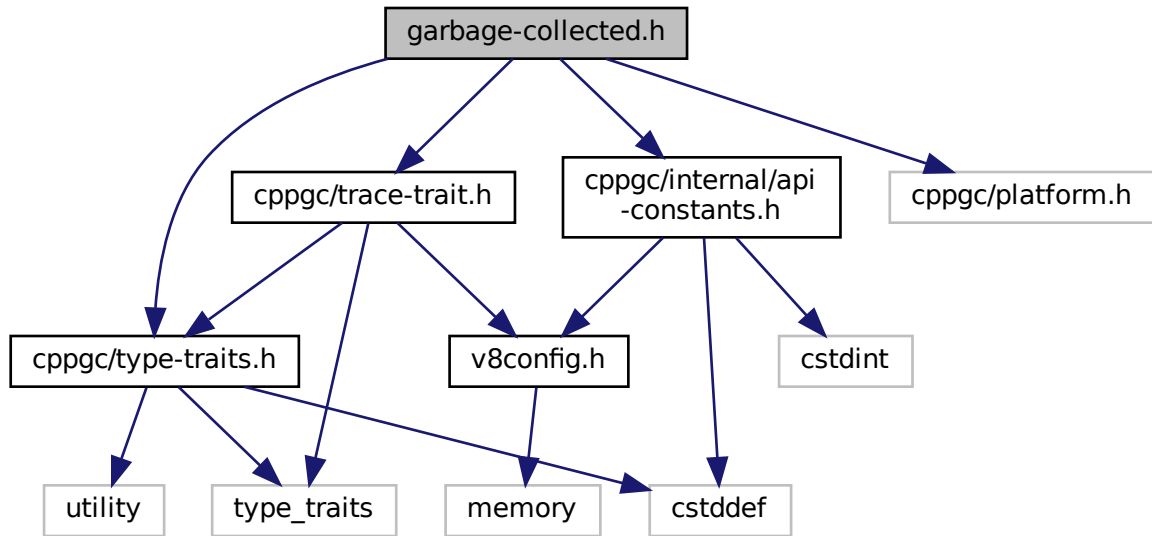 garbage-collected.h
cppgc/trace-trait.h
cppgc/internal/api
-constants.h
cppgc/platform.h
cppgc/type-traits.h
v8config.h
cstdint
utility
type_traits
memory
cstddef